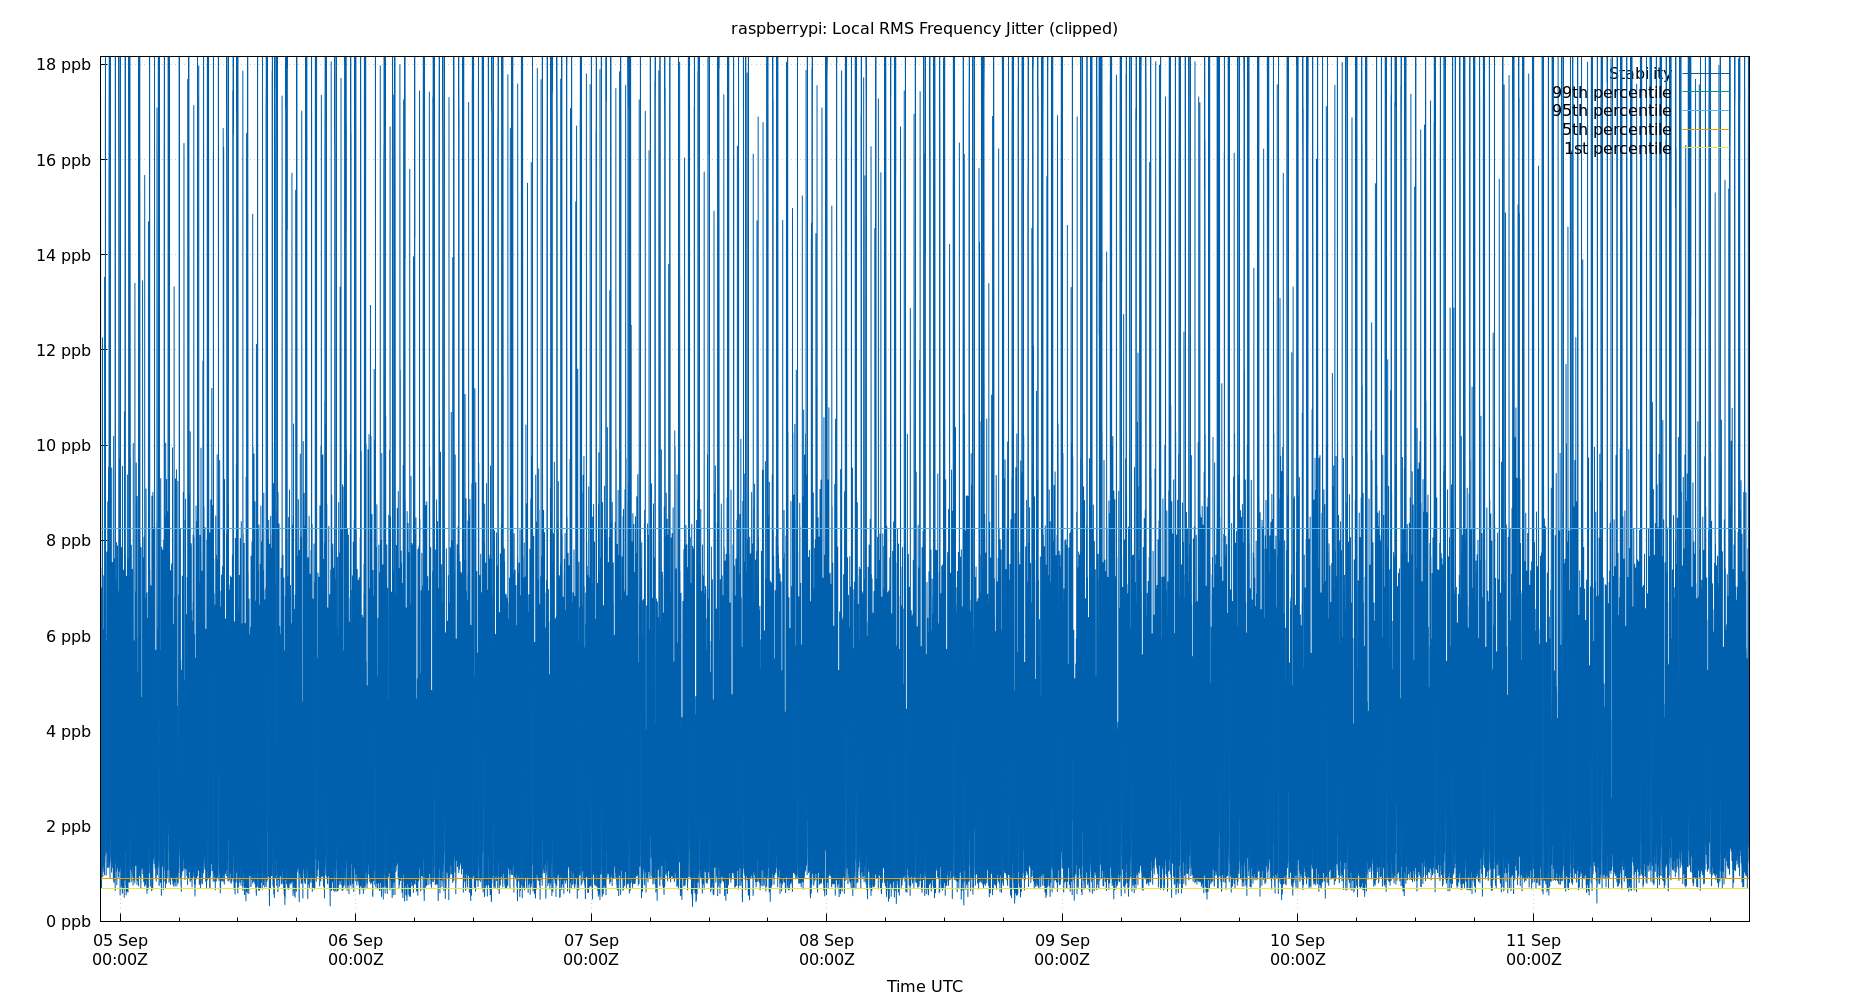 raspberrypi: Local RMS Frequency Jitter (clipped)
18 ppb
16 ppb
14 ppb
12 ppb
10 ppb
8 ppb
6 ppb
4 ppb
2 ppb
0 ppb
Stability
99th percentile
95th percentile
5th percentile
1st percentile
05 Sep
00:00Z
06 Sep
00:00Z
07 Sep
00:00Z
08 Sep
00:00Z
09 Sep
00:00Z
10 Sep
00:00Z
11 Sep
00:00Z
Time UTC